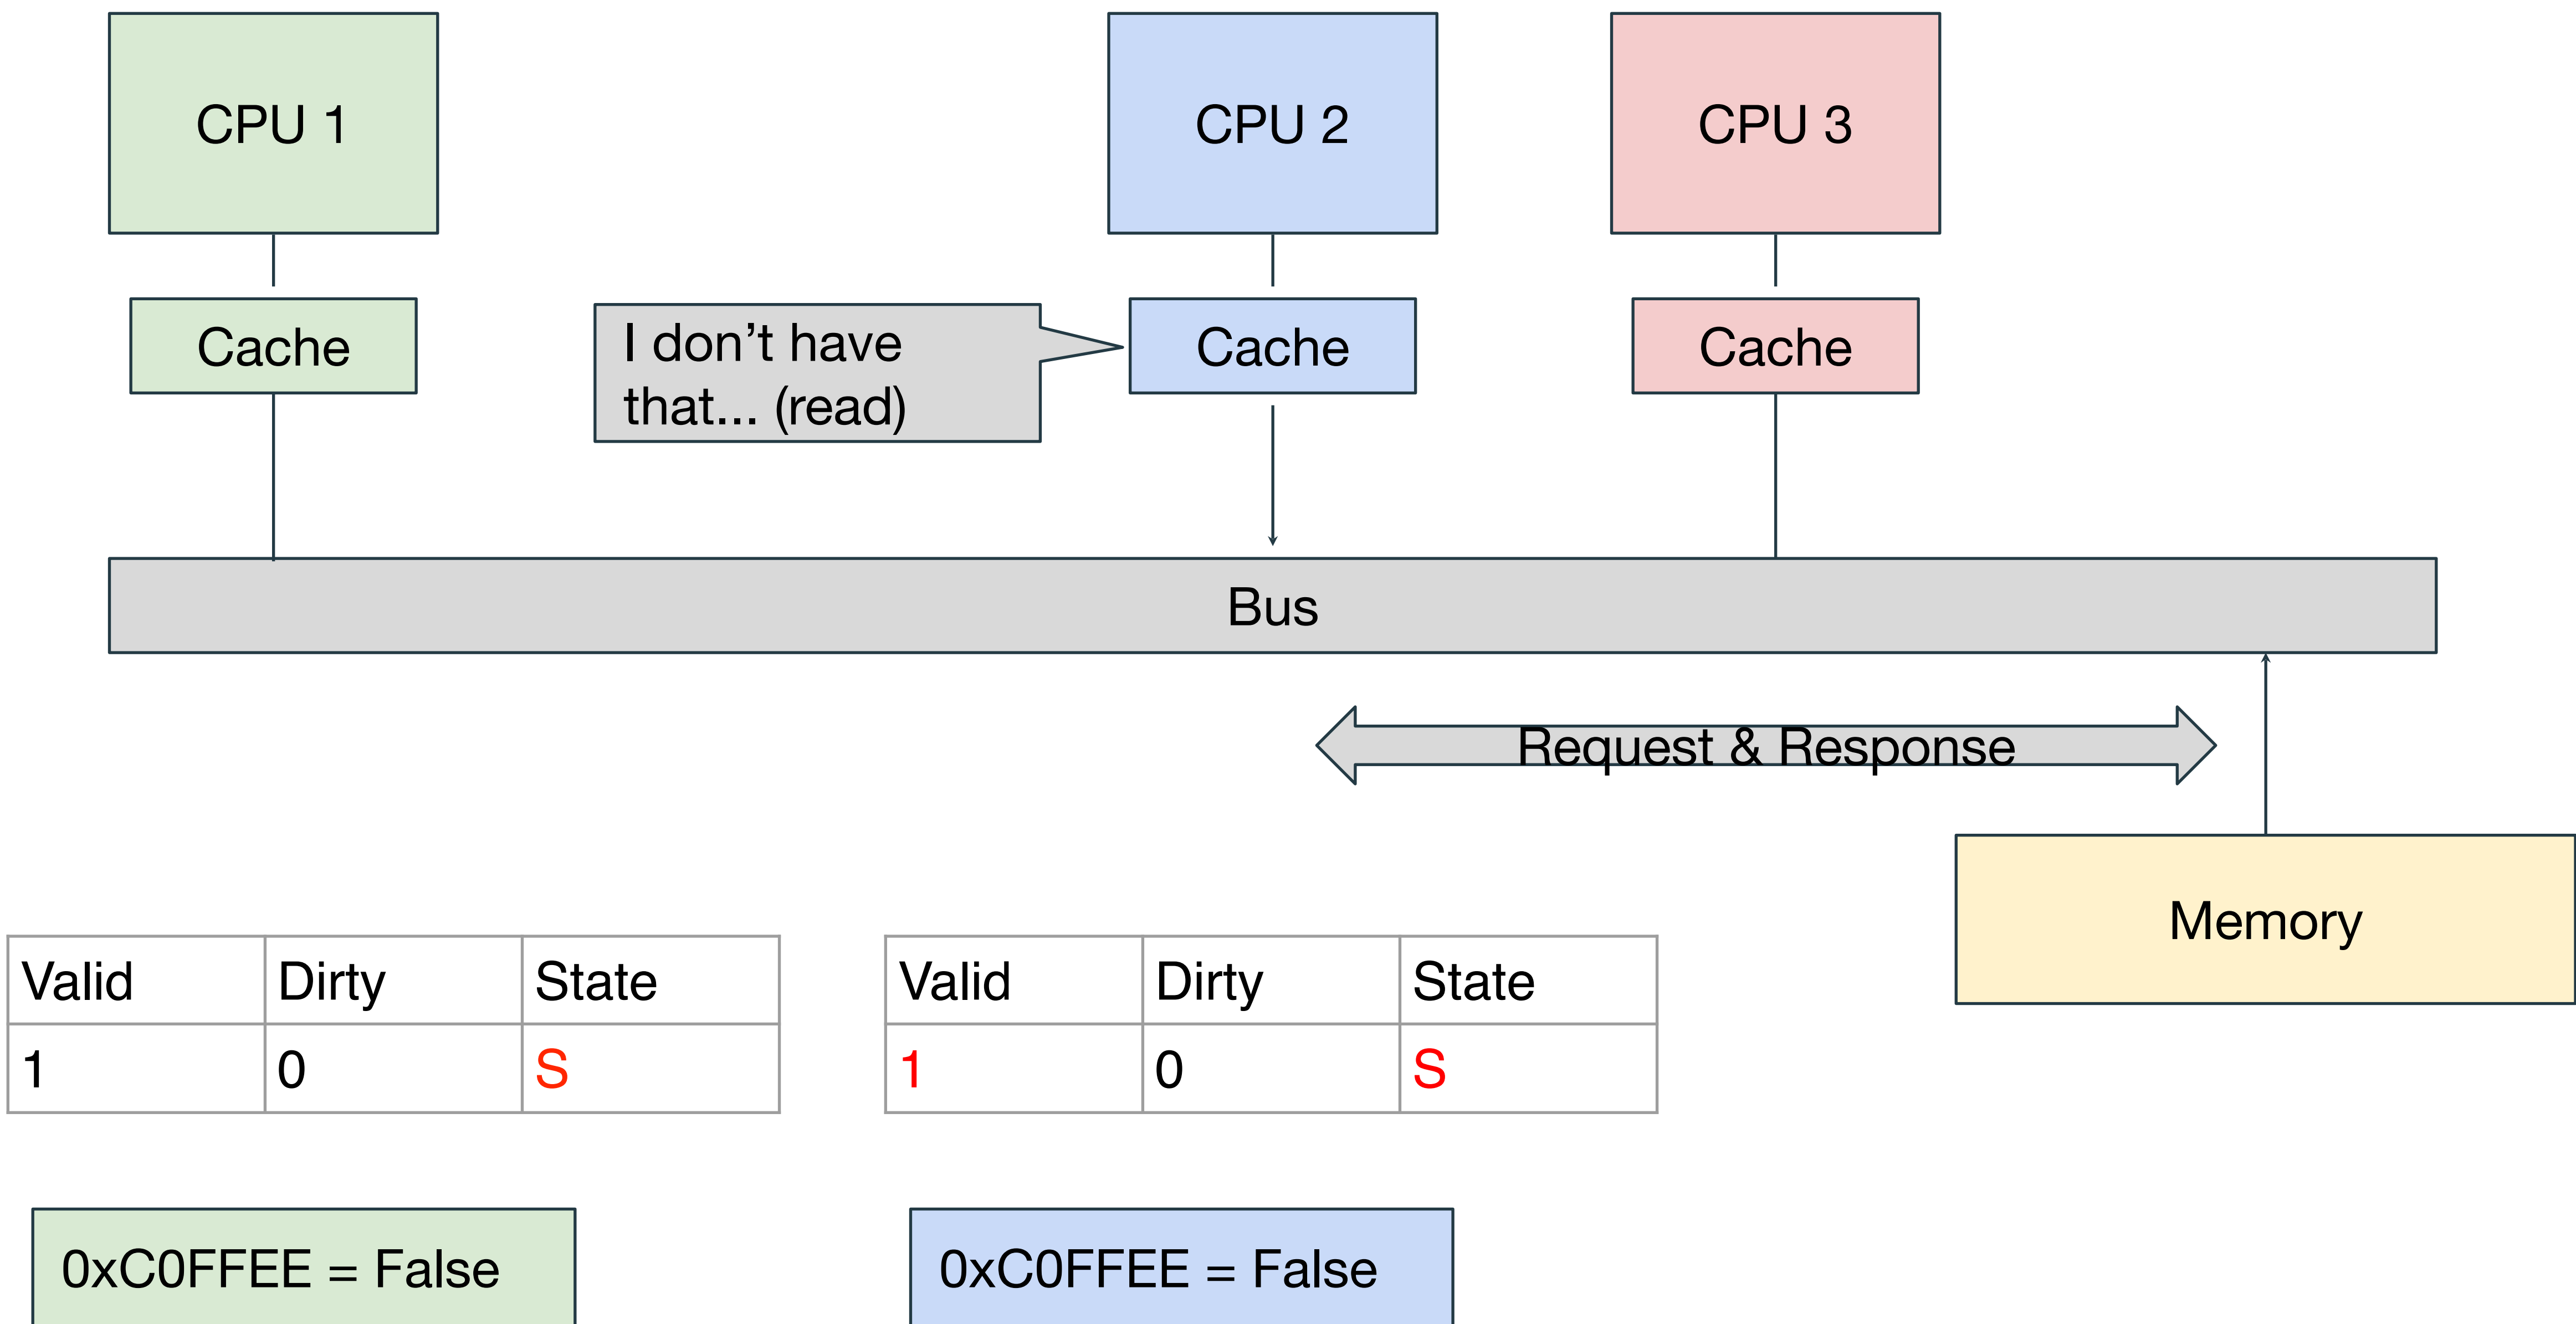 CPU 1
CPU 2
CPU 3
Cache
I don’t have
that... (read)
Cache
Cache
Bus
Request & Response
Memory
Valid Dirty State
1 0 S
Valid Dirty State
1 0 S
0xC0FFEE = False
0xC0FFEE = False